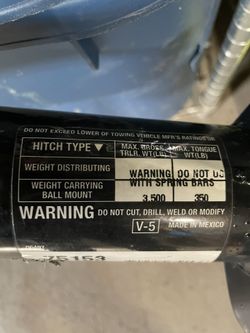 DO NOT EXCEED LOWER OF TOWING VEHICLE MFR'S RATINGS OR
HITCH TYPE ▼ MAX. GROSS TRLR. WT(LB) MAX. TONGUE WT(LB)
WEIGHT DISTRIBUTING WARNING DO NOT US
WITH SPRING BARS
WEIGHT CARRYING BALL MOUNT 3,500 350
WARNING DO NOT CUT, DRILL, WELD OR MODIFY
V-5 MADE IN MEXICO